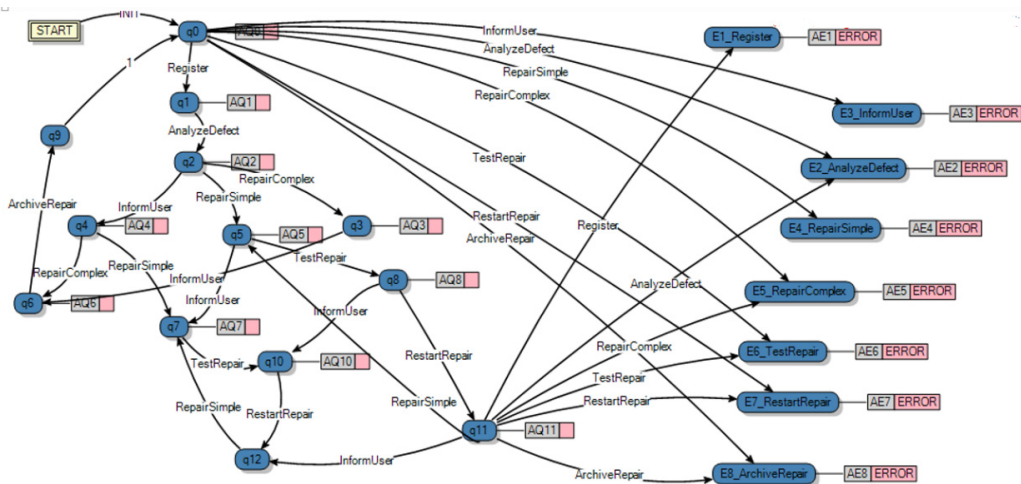 START
INIT
q0
AQ0
InformUser
AnalyzeDefect
RepairSimple
RepairComplex
E1_Register
AE1 ERROR
Register
1
q1
AQ1
E3_InformUser
AE3 ERROR
q9
AnalyzeDefect
q2
AQ2
TestRepair
E2_AnalyzeDefect
AE2 ERROR
RepairComplex
ArchiveRepair
RepairSimple
InformUser
RestartRepair
Register
q4
AQ4
q5
AQ5
q3
AQ3
ArchiveRepair
E4_RepairSimple
AE4 ERROR
TestRepair
RepairComplex
RepairSimple
InformUser
q8
AQ8
AnalyzeDefect
E5_RepairComplex
AE5 ERROR
q6
AQ6
InformUser
InformUser
q7
AQ7
RepairComplex
E6_TestRepair
AE6 ERROR
TestRepair
q10
AQ10
RestartRepair
TestRepair
RepairSimple
RestartRepair
RepairSimple
RestartRepair
E7_RestartRepair
AE7 ERROR
q11
AQ11
q12
InformUser
ArchiveRepair
E8_ArchiveRepair
AE8 ERROR